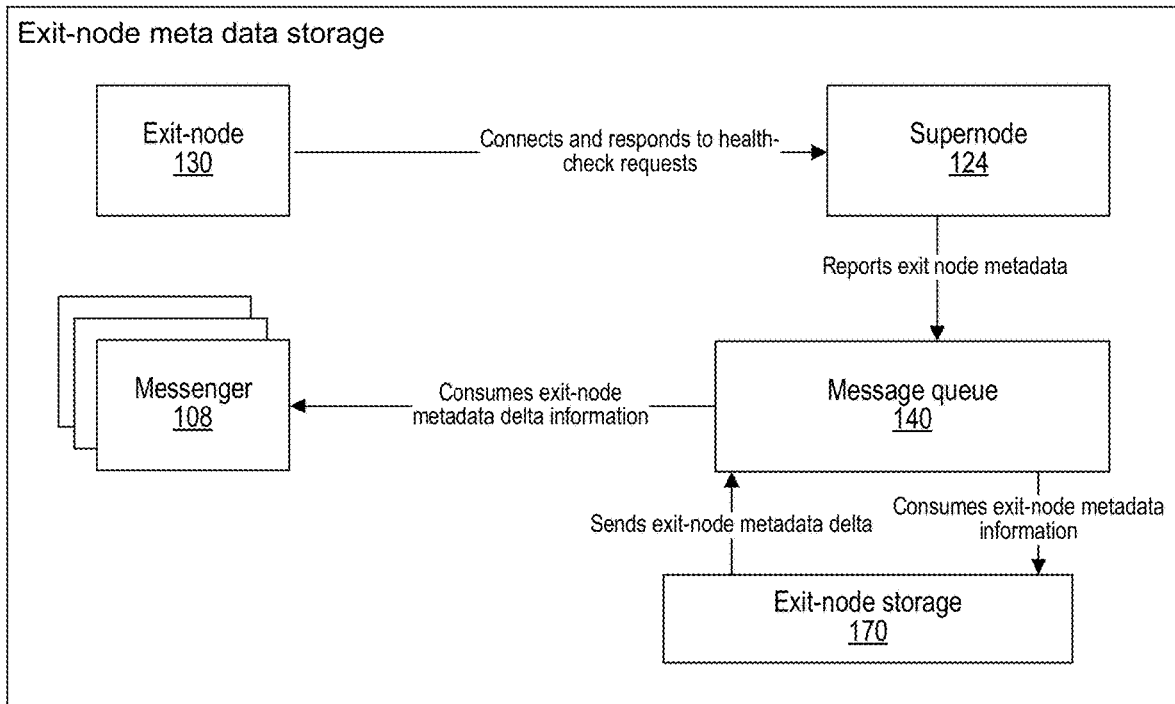 Exit-node meta data storage
Exit-node
130
Connects and responds to health-
check requests
Supernode
124
Reports exit node metadata
Messenger
108
Consumes exit-node
metadata delta information
Message queue
140
Sends exit-node metadata delta
Consumes exit-node metadata
information
Exit-node storage
170